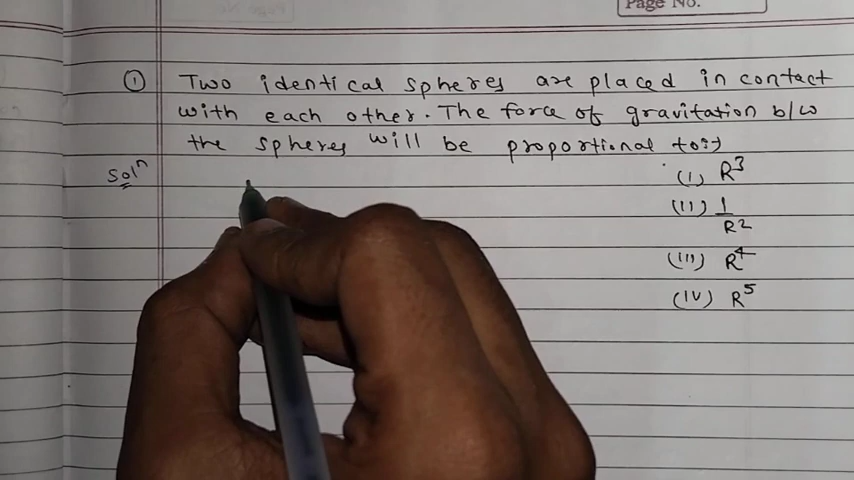 Page No.
① Two identical spheres are placed in contact
with each other. The force of gravitation b/w
the spheres will be proportional to:→
Solⁿ
(I) R³
(II) 1/R²
(III) R⁴
(IV) R⁵